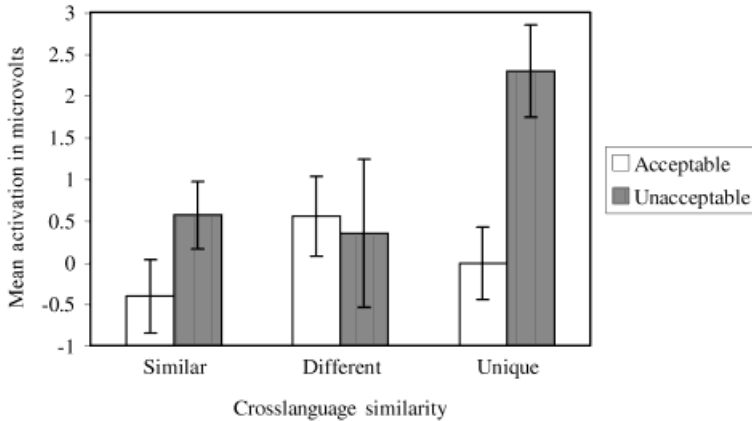 3
2.5
2
1.5
1
0.5
0
-0.5
-1
Mean activation in microvolts
Similar Different Unique
Crosslanguage similarity
Acceptable
Unacceptable